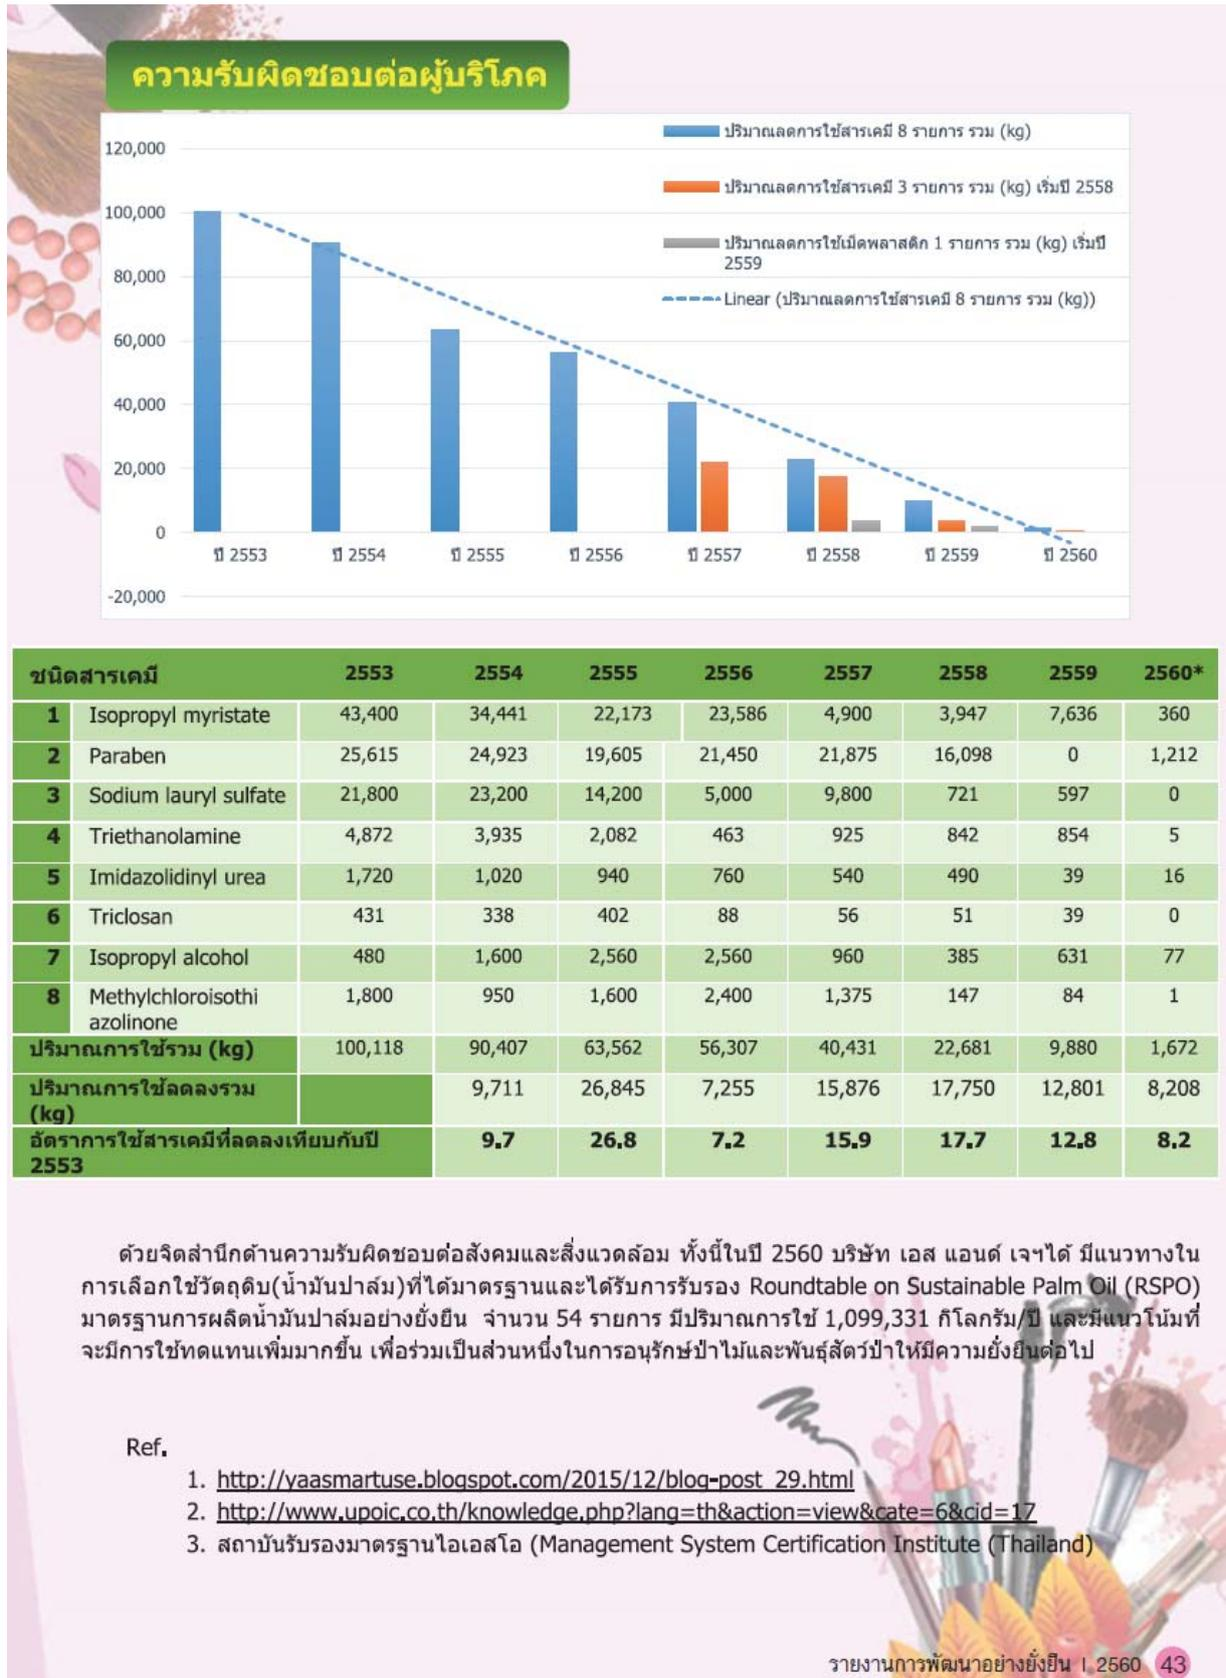 ความรับผิดชอบต่อผู้บริโภค
ปริมาณลดการใช้สารเคมี 8 รายการ รวม (kg)
ปริมาณลดการใช้สารเคมี 3 รายการ รวม (kg) เริ่มปี 2558
ปริมาณลดการใช้เม็ดพลาสติก 1 รายการ รวม (kg) เริ่มปี
2559
Linear (ปริมาณลดการใช้สารเคมี 8 รายการ รวม (kg))
120,000
100,000
80,000
60,000
40,000
20,000
0
-20,000
ปี 2553 ปี 2554 ปี 2555 ปี 2556 ปี 2557 ปี 2558 ปี 2559 ปี 2560
ชนิดสารเคมี 2553 2554 2555 2556 2557 2558 2559 2560*
1 Isopropyl myristate 43,400 34,441 22,173 23,586 4,900 3,947 7,636 360
2 Paraben 25,615 24,923 19,605 21,450 21,875 16,098 0 1,212
3 Sodium lauryl sulfate 21,800 23,200 14,200 5,000 9,800 721 597 0
4 Triethanolamine 4,872 3,935 2,082 463 925 842 854 5
5 Imidazolidinyl urea 1,720 1,020 940 760 540 490 39 16
6 Triclosan 431 338 402 88 56 51 39 0
7 Isopropyl alcohol 480 1,600 2,560 2,560 960 385 631 77
8 Methylchloroisothi 1,800 950 1,600 2,400 1,375 147 84 1
azolinone
ปริมาณการใช้รวม (kg) 100,118 90,407 63,562 56,307 40,431 22,681 9,880 1,672
ปริมาณการใช้ลดลงรวม 9,711 26,845 7,255 15,876 17,750 12,801 8,208
(kg)
อัตราการใช้สารเคมีที่ลดลงเทียบกับปี 9.7 26.8 7.2 15.9 17.7 12.8 8.2
2553
ด้วยจิตสำนึกด้านความรับผิดชอบต่อสังคมและสิ่งแวดล้อม ทั้งนี้ในปี 2560 บริษัท เอส แอนด์ เจฯได้ มีแนวทางใน
การเลือกใช้วัตถุดิบ(น้ำมันปาล์ม)ที่ได้มาตรฐานและได้รับการรับรอง Roundtable on Sustainable Palm Oil (RSPO)
มาตรฐานการผลิตน้ำมันปาล์มอย่างยั่งยืน จำนวน 54 รายการ มีปริมาณการใช้ 1,099,331 กิโลกรัม/ปี และมีแนวโน้มที่
จะมีการใช้ทดแทนเพิ่มมากขึ้น เพื่อร่วมเป็นส่วนหนึ่งในการอนุรักษ์ป่าไม้และพันธุ์สัตว์ป่าให้มีความยั่งยืนต่อไป
Ref.
1. http://yaasmartuse.blogspot.com/2015/12/blog-post_29.html
2. http://www.upoic.co.th/knowledge.php?lang=th&action=view&cate=6&cid=17
3. สถาบันรับรองมาตรฐานไอเอสโอ (Management System Certification Institute (Thailand)
รายงานการพัฒนาอย่างยั่งยืน | 2560 43